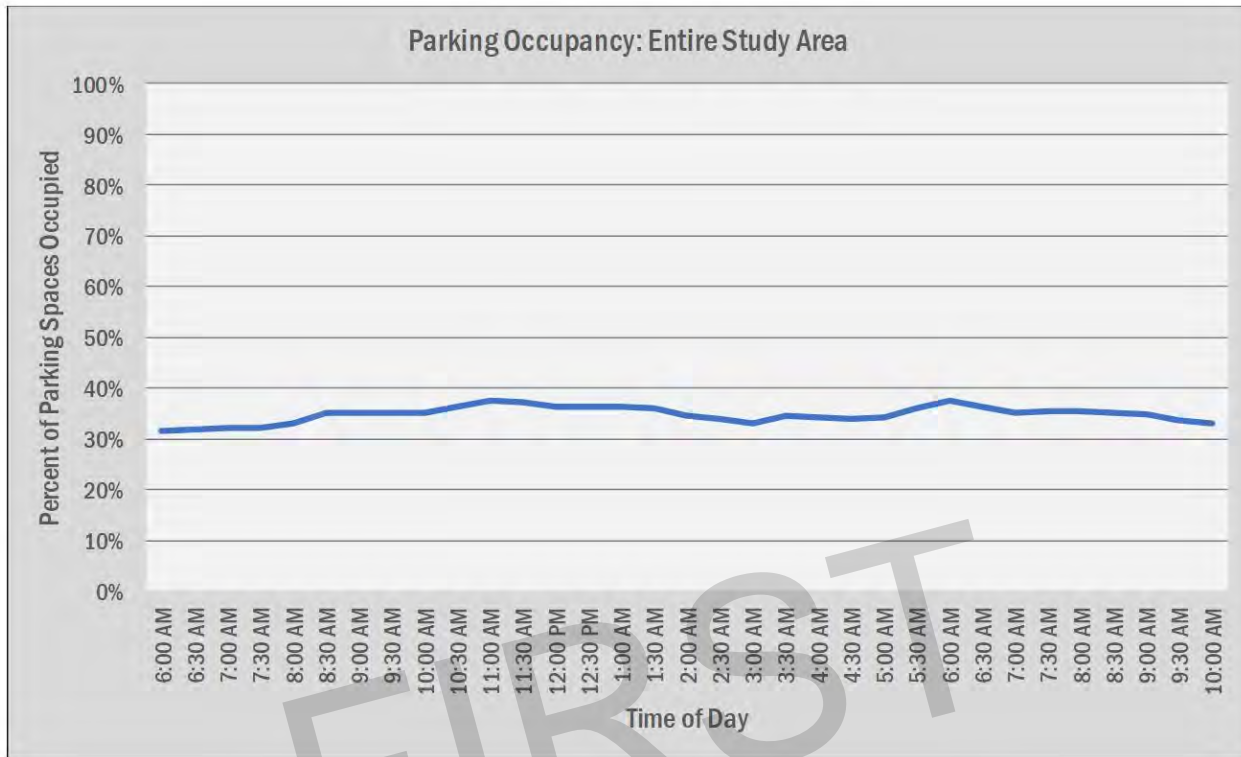 Parking Occupancy: Entire Study Area
Percent of Parking Spaces Occupied
100%
90%
80%
70%
60%
50%
40%
30%
20%
10%
0%
6:00 AM
6:30 AM
7:00 AM
7:30 AM
8:00 AM
8:30 AM
9:00 AM
9:30 AM
10:00 AM
10:30 AM
11:00 AM
11:30 AM
12:00 PM
12:30 PM
1:00 AM
1:30 AM
2:00 AM
2:30 AM
3:00 AM
3:30 AM
4:00 AM
4:30 AM
5:00 AM
5:30 AM
6:00 AM
6:30 AM
7:00 AM
7:30 AM
8:00 AM
8:30 AM
9:00 AM
9:30 AM
10:00 AM
Time of Day
FIRST